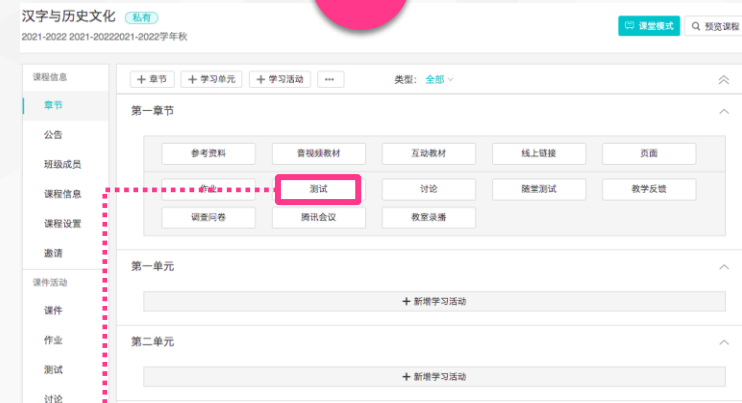 汉字与历史文化 私有
2021-2022 2021-20222021-2022学年秋
课堂模式 预览课程
课程信息
章节
公告
班级成员
课程信息
课程设置
邀请
课件活动
课件
作业
测试
讨论
+ 章节 + 学习单元 + 学习活动 ··· 类型: 全部
第一章节
参考资料 音视频教材 互动教材 线上链接 页面
作业 测试 讨论 随堂测试 教学反馈
调查问卷 腾讯会议 教室录播
第一单元
+ 新增学习活动
第二单元
+ 新增学习活动